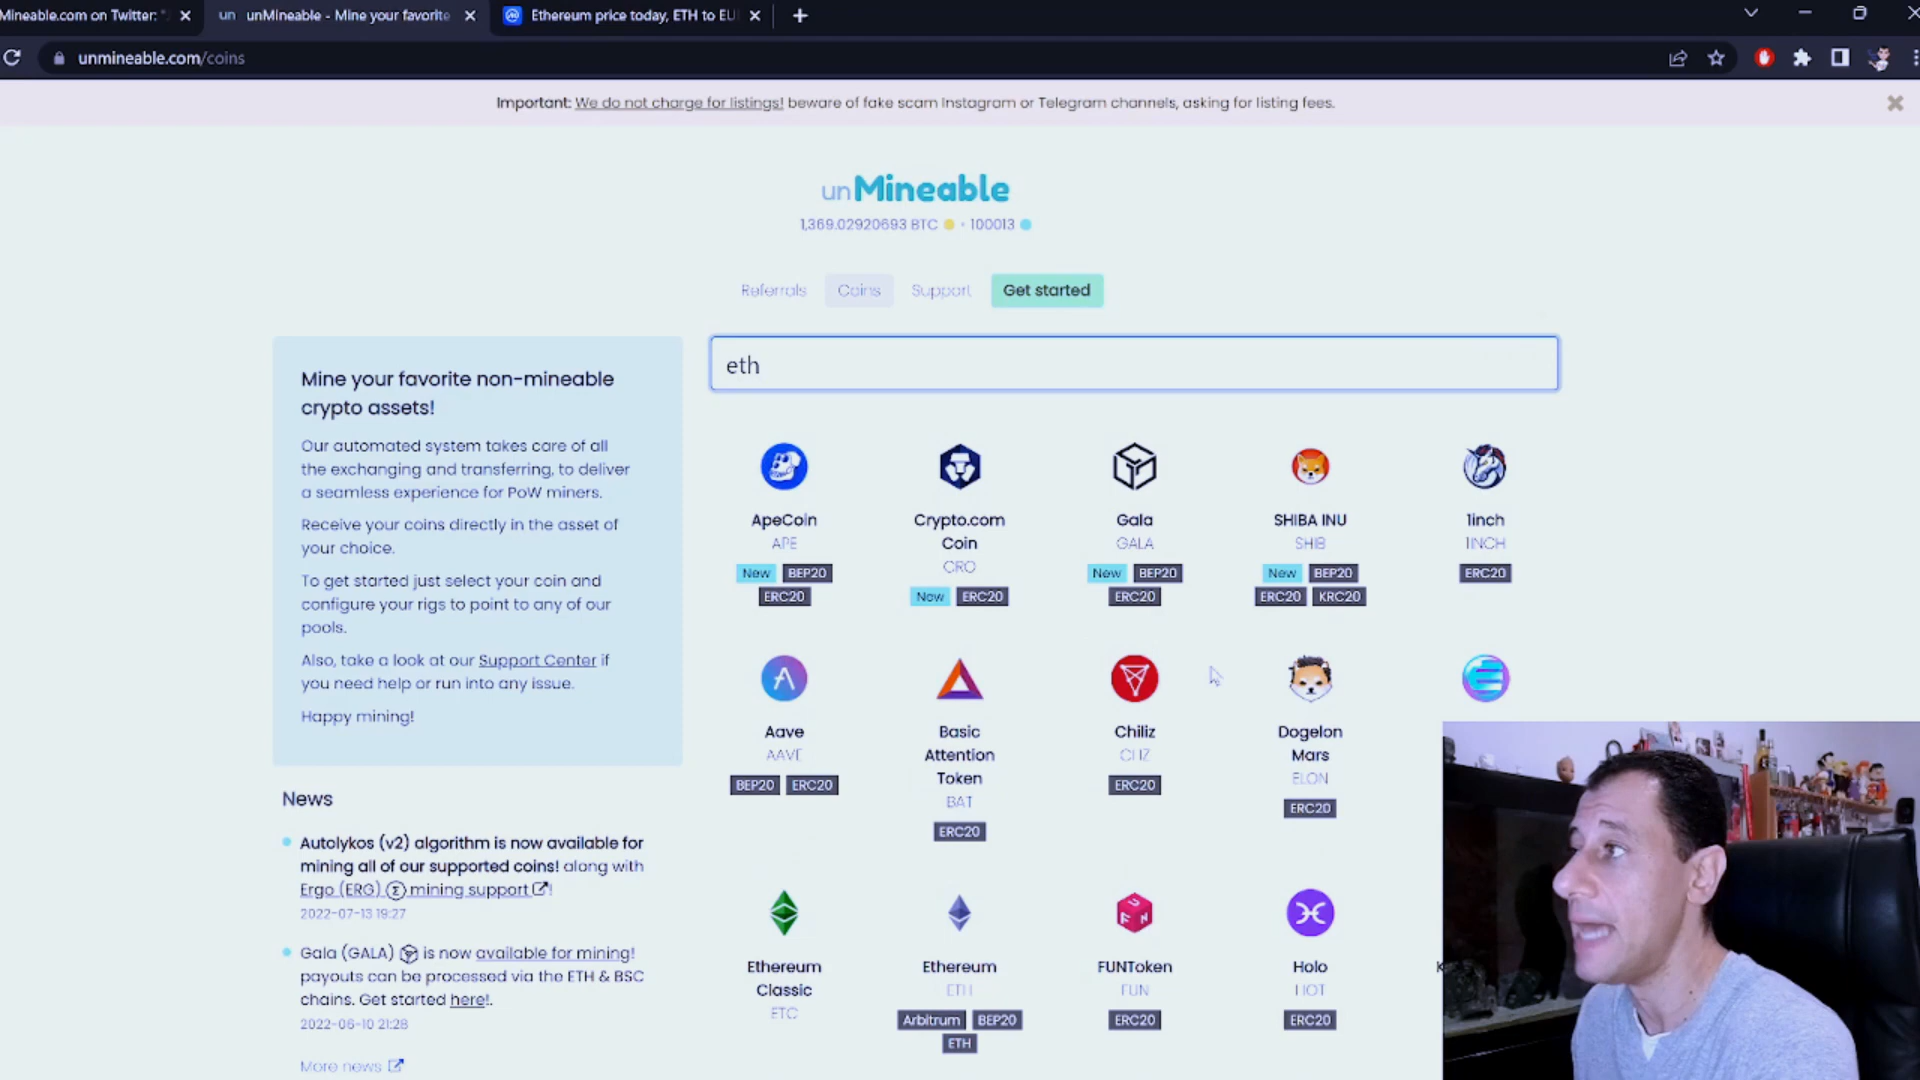 Mineable.com on Twitter: "
un unMineable - Mine your favorite
Ethereum price today, ETH to EU
unmineable.com/coins
Important: We do not charge for listings! beware of fake scam Instagram or Telegram channels, asking for listing fees.
unMineable
1,369.02920693 BTC • 100013
Referrals Coins Support Get started
Mine your favorite non-mineable
crypto assets!
Our automated system takes care of all
the exchanging and transferring, to deliver
a seamless experience for PoW miners.
Receive your coins directly in the asset of
your choice.
To get started just select your coin and
configure your rigs to point to any of our
pools.
Also, take a look at our Support Center if
you need help or run into any issue.
Happy mining!
News
Autolykos (v2) algorithm is now available for
mining all of our supported coins! along with
Ergo (ERG) mining support !
2022-07-13 19:27
Gala (GALA) is now available for mining!
payouts can be processed via the ETH & BSC
chains. Get started here!.
2022-06-10 21:28
More news
eth
ApeCoin
APE
New BEP20
ERC20
Crypto.com
Coin
CRO
New ERC20
Gala
GALA
New BEP20
ERC20
SHIBA INU
SHIB
New BEP20
ERC20 KRC20
1inch
1INCH
ERC20
Aave
AAVE
BEP20 ERC20
Basic
Attention
Token
BAT
ERC20
Chiliz
CHZ
ERC20
Dogelon
Mars
ELON
ERC20
Ethereum
Classic
ETC
Ethereum
ETH
Arbitrum BEP20
ETH
FUNToken
FUN
ERC20
Holo
HOT
ERC20